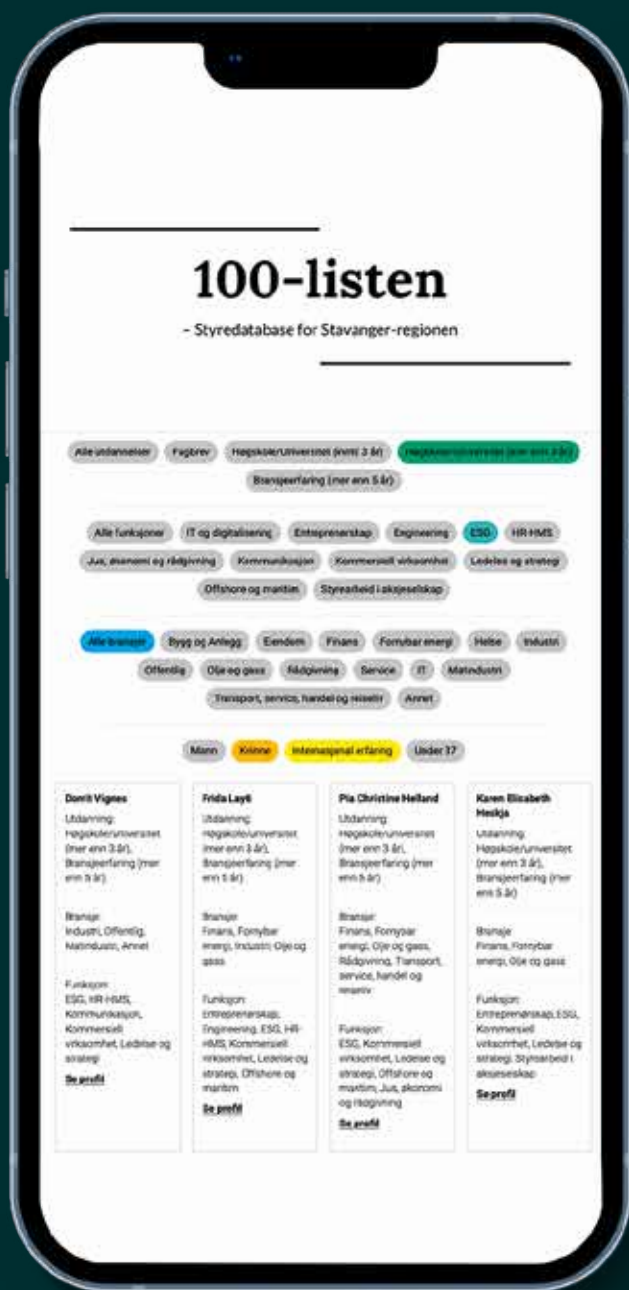 100-listen
– Styredatabase for Stavanger-regionen
Alle utdannelser Fagbrev Høgskole/Universitet (inntil 3 år) Høgskole/Universitet (mer enn 3 år)
Bransjeerfaring (mer enn 5 år)
Alle funksjoner IT og digitalisering Entreprenørskap Engineering ESG HR-HMS
Jus, økonomi og rådgivning Kommunikasjon Kommersiell virksomhet Ledelse og strategi
Offshore og maritim Styrearbeid i aksjeselskap
Alle bransjer Bygg og Anlegg Eiendom Finans Fornybar energi Helse Industri
Offentlig Olje og gass Rådgivning Service IT Matindustri
Transport, service, handel og reiseliv Annet
Mann Kvinne Internasjonal erfaring Under 37
Dorrit Vignes
Utdanning:
Høgskole/universitet
(mer enn 3 år),
Bransjeerfaring (mer
enn 5 år)
Bransje:
Industri, Offentlig,
Matindustri, Annet
Funksjon:
ESG, HR-HMS,
Kommunikasjon,
Kommersiell
virksomhet, Ledelse og
strategi
Se profil
Frida
Utdanning:
Høgskole/universitet
(mer enn 3 år),
Bransjeerfaring (mer
enn 5 år)
Bransje:
Finans, Fornybar
energi, Industri, Olje og
gass
Funksjon:
Entreprenørskap,
Engineering, ESG, HR-
HMS, Kommersiell
virksomhet, Ledelse og
strategi, Offshore og
maritim
Se profil
Pia Christine Helland
Utdanning:
Høgskole/universitet
(mer enn 3 år),
Bransjeerfaring (mer
enn 5 år)
Bransje:
Finans, Fornybar
energi, Olje og gass,
Rådgivning, Transport,
service, handel og
reiseliv
Funksjon:
ESG, Kommersiell
virksomhet, Ledelse og
strategi, Offshore og
maritim, Jus, økonomi
og rådgivning
Se profil
Karen Elisabeth
Heskja
Utdanning:
Høgskole/universitet
(mer enn 3 år),
Bransjeerfaring (mer
enn 5 år)
Bransje:
Finans, Fornybar
energi, Olje og gass
Funksjon:
Entreprenørskap, ESG,
Kommersiell
virksomhet, Ledelse og
strategi, Styrearbeid i
aksjeselskap
Se profil